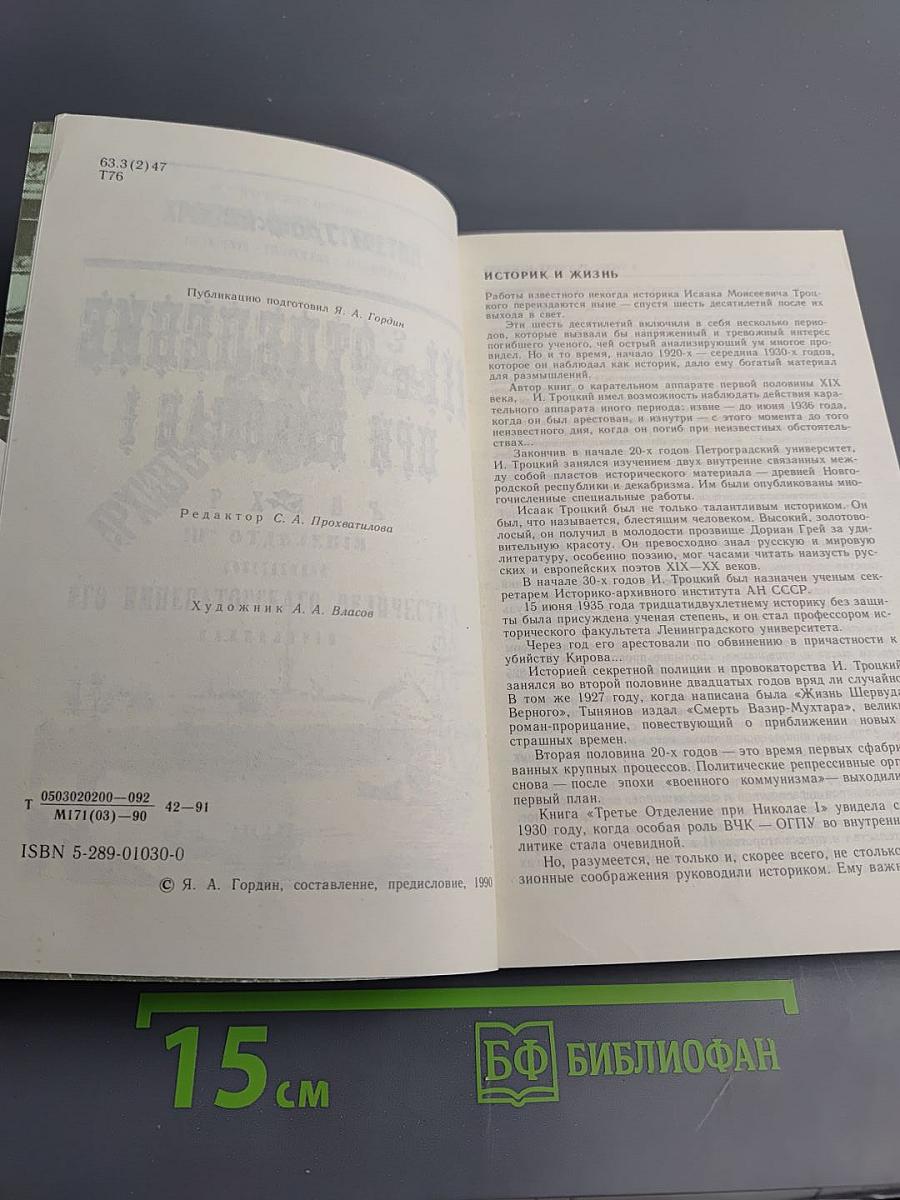 63.3(2)47
Т76
Публикацию подготовил Я. А. Гордин
Редактор С. А. Прохватилова
Художник А. А. Власов
Т 0503020200—092 42—91
М171(03)—90
ISBN 5-289-01030-0
© Я. А. Гордин, составление, предисловие, 1990
ИСТОРИК И ЖИЗНЬ
Работы известного некогда историка Исаака Моисеевича Троц-
кого переиздаются ныне — спустя шесть десятилетий после их
выхода в свет.
Эти шесть десятилетий включили в себя несколько перио-
дов, которые вызвали бы напряженный и тревожный интерес
погибшего ученого, чей острый анализирующий ум многое про-
видел. Но и то время, начало 1920-х — середина 1930-х годов,
которое он наблюдал как историк, дало ему богатый материал
для размышлений.
Автор книг о карательном аппарате первой половины XIX
века, И. Троцкий имел возможность наблюдать действия кара-
тельного аппарата иного периода: извне — до июня 1936 года,
когда он был арестован, и изнутри — с этого момента до того
неизвестного дня, когда он погиб при неизвестных обстоятель-
ствах...
Закончив в начале 20-х годов Петроградский университет,
И. Троцкий занялся изучением двух внутренне связанных меж-
ду собой пластов исторического материала — древней Новго-
родской республики и декабризма. Им были опубликованы мно-
гочисленные специальные работы.
Исаак Троцкий был не только талантливым историком. Он
был, что называется, блестящим человеком. Высокий, золотово-
лосый, он получил в молодости прозвище Дориан Грей за уди-
вительную красоту. Он превосходно знал русскую и мировую
литературу, особенно поэзию, мог часами читать наизусть рус-
ских и европейских поэтов XIX—XX веков.
В начале 30-х годов И. Троцкий был назначен ученым сек-
ретарем Историко-архивного института АН СССР.
15 июня 1935 года тридцатидвухлетнему историку без защи-
ты была присуждена ученая степень, и он стал профессором ис-
торического факультета Ленинградского университета.
Через год его арестовали по обвинению в причастности к
убийству Кирова...
Историей секретной полиции и провокаторства И. Троцкий
занялся во второй половине двадцатых годов вряд ли случайно
В том же 1927 году, когда написана была «Жизнь Шервуда
Верного», Тынянов издал «Смерть Вазир-Мухтара», велики
роман-прорицание, повествующий о приближении новых
страшных времен.
Вторая половина 20-х годов — это время первых сфабри
ванных крупных процессов. Политические репрессивные орг
снова — после эпохи «военного коммунизма» — выходили
первый план.
Книга «Третье Отделение при Николае I» увидела с
1930 году, когда особая роль ВЧК — ОГПУ во внутренн
литике стала очевидной.
Но, разумеется, не только и, скорее всего, не столько
зионные соображения руководили историком. Ему важн
15 см
БФ БИБЛИОФАН